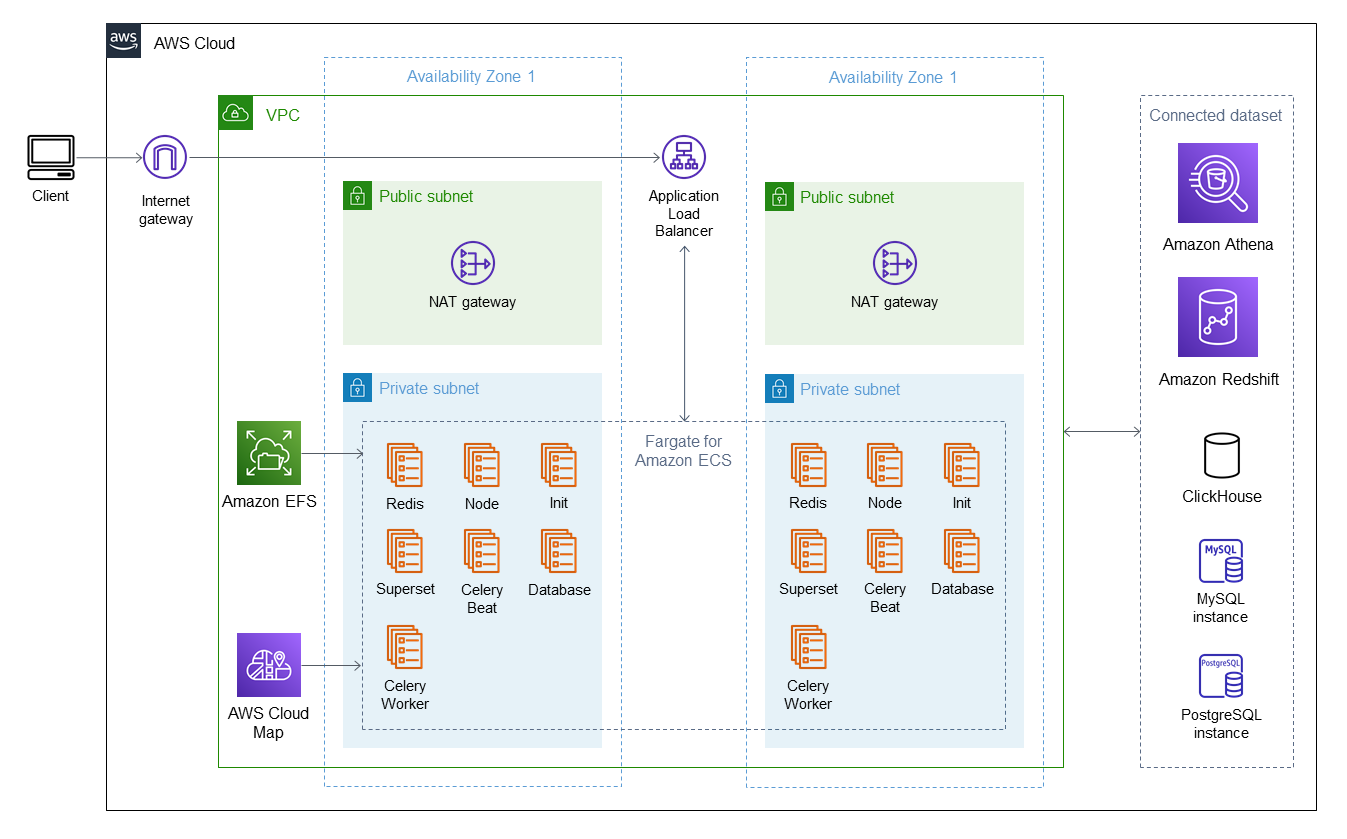 aws
AWS Cloud
Availability Zone 1
Availability Zone 1
VPC
Connected dataset
Client
Internet
gateway
Application
Load
Balancer
Public subnet
NAT gateway
Public subnet
NAT gateway
Amazon Athena
Amazon Redshift
Private subnet
Private subnet
Fargate for
Amazon ECS
Amazon EFS
Redis
Node
Init
Superset
Celery
Beat
Database
Celery
Worker
Redis
Node
Init
Superset
Celery
Beat
Database
Celery
Worker
AWS Cloud
Map
ClickHouse
MySQL
MySQL
instance
PostgreSQL
PostgreSQL
instance